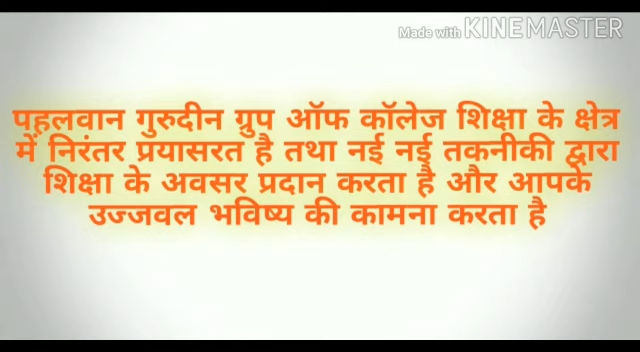 Made with KINEMASTER
पहलवान गुरुदीन ग्रुप ऑफ कॉलेज शिक्षा के क्षेत्र
में निरंतर प्रयासरत है तथा नई नई तकनीकी द्वारा
शिक्षा के अवसर प्रदान करता है और आपके
उज्जवल भविष्य की कामना करता है